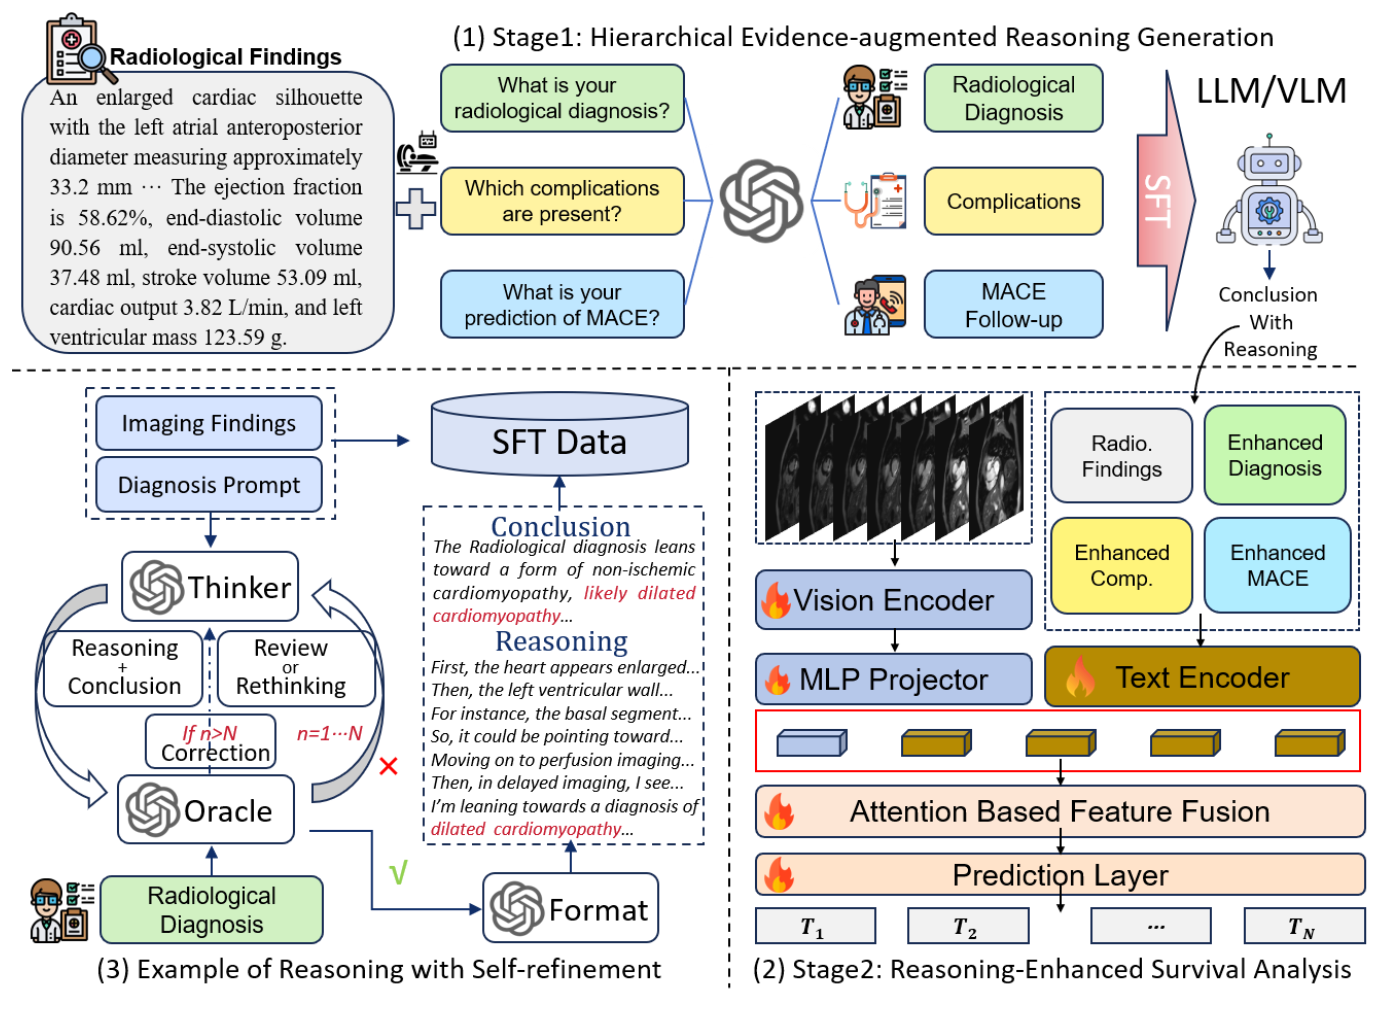 (1) Stage1: Hierarchical Evidence-augmented Reasoning Generation
Radiological Findings
An enlarged cardiac silhouette
with the left atrial anteroposterior
diameter measuring approximately
33.2 mm ··· The ejection fraction
is 58.62%, end-diastolic volume
90.56 ml, end-systolic volume
37.48 ml, stroke volume 53.09 ml,
cardiac output 3.82 L/min, and left
ventricular mass 123.59 g.
What is your
radiological diagnosis?
Which complications
are present?
What is your
prediction of MACE?
Radiological
Diagnosis
Complications
MACE
Follow-up
SFT
LLM/VLM
Conclusion
With
Reasoning
Imaging Findings
Diagnosis Prompt
SFT Data
Thinker
Reasoning
+
Conclusion
Review
or
Rethinking
If n>N
n=1···N
Correction
Oracle
Radiological
Diagnosis
√
Format
Conclusion
The Radiological diagnosis leans
toward a form of non-ischemic
cardiomyopathy, likely dilated
cardiomyopathy...
Reasoning
First, the heart appears enlarged...
Then, the left ventricular wall...
For instance, the basal segment...
So, it could be pointing toward...
Moving on to perfusion imaging...
Then, in delayed imaging, I see...
I'm leaning towards a diagnosis of
dilated cardiomyopathy...
(3) Example of Reasoning with Self-refinement
Radio.
Findings
Enhanced
Diagnosis
Enhanced
Comp.
Enhanced
MACE
Vision Encoder
MLP Projector
Text Encoder
Attention Based Feature Fusion
Prediction Layer
T1
T2
···
TN
(2) Stage2: Reasoning-Enhanced Survival Analysis